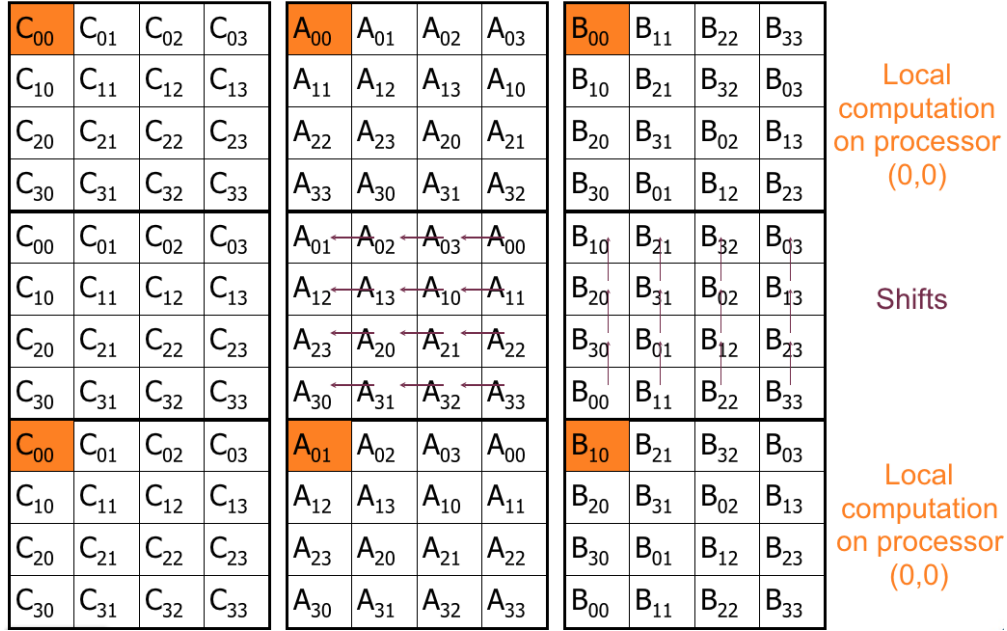 C₀₀ C₀₁ C₀₂ C₀₃ A₀₀ A₀₁ A₀₂ A₀₃ B₀₀ B₁₁ B₂₂ B₃₃
C₁₀ C₁₁ C₁₂ C₁₃ A₁₁ A₁₂ A₁₃ A₁₀ B₁₀ B₂₁ B₃₂ B₀₃
C₂₀ C₂₁ C₂₂ C₂₃ A₂₂ A₂₃ A₂₀ A₂₁ B₂₀ B₃₁ B₀₂ B₁₃
C₃₀ C₃₁ C₃₂ C₃₃ A₃₃ A₃₀ A₃₁ A₃₂ B₃₀ B₀₁ B₁₂ B₂₃
Local
computation
on processor
(0,0)
C₀₀ C₀₁ C₀₂ C₀₃ A₀₁ A₀₂ A₀₃ A₀₀ B₁₀ B₂₁ B₃₂ B₀₃
C₁₀ C₁₁ C₁₂ C₁₃ A₁₂ A₁₃ A₁₀ A₁₁ B₂₀ B₃₁ B₀₂ B₁₃
C₂₀ C₂₁ C₂₂ C₂₃ A₂₃ A₂₀ A₂₁ A₂₂ B₃₀ B₀₁ B₁₂ B₂₃
C₃₀ C₃₁ C₃₂ C₃₃ A₃₀ A₃₁ A₃₂ A₃₃ B₀₀ B₁₁ B₂₂ B₃₃
Shifts
C₀₀ C₀₁ C₀₂ C₀�3 A₀₁ A₀₂ A₀₃ A₀₀ B₁₀ B₂₁ B₃₂ B₀₃
C₁₀ C₁₁ C₁₂ C₁₃ A₁₂ A₁₃ A₁₀ A₁₁ B₂₀ B₃₁ B₀₂ B₁₃
C₂₀ C₂₁ C₂₂ C₂₃ A₂₃ A₂₀ A₂₁ A₂₂ B₃₀ B₀₁ B₁₂ B₂₃
C₃₀ C₃₁ C₃₂ C₃₃ A₃₀ A₃₁ A₃₂ A₃₃ B₀₀ B₁₁ B₂₂ B₃₃
Local
computation
on processor
(0,0)